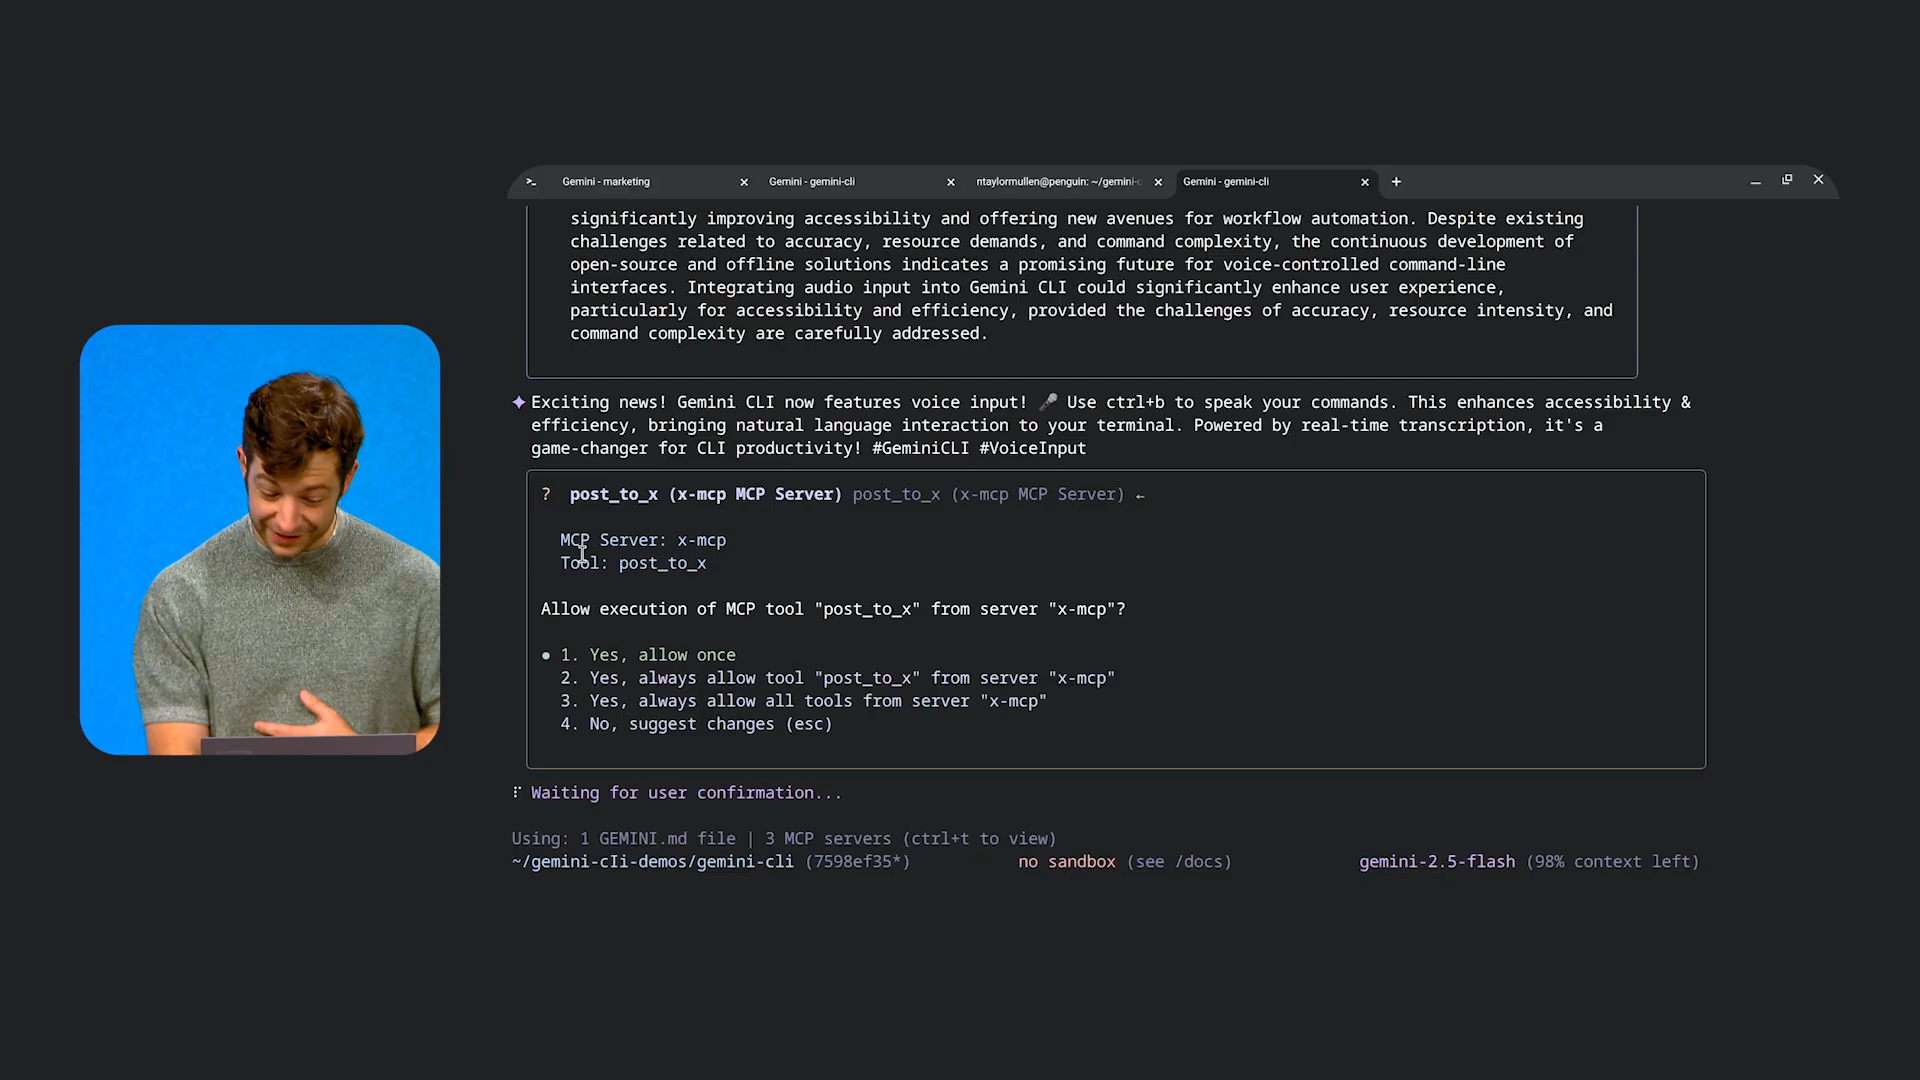 Gemini - marketing
Gemini - gemini-cli
ntaylormullen@penguin: ~/gemini-c
Gemini - gemini-cli
significantly improving accessibility and offering new avenues for workflow automation. Despite existing
challenges related to accuracy, resource demands, and command complexity, the continuous development of
open-source and offline solutions indicates a promising future for voice-controlled command-line
interfaces. Integrating audio input into Gemini CLI could significantly enhance user experience,
particularly for accessibility and efficiency, provided the challenges of accuracy, resource intensity, and
command complexity are carefully addressed.
✦ Exciting news! Gemini CLI now features voice input! 🎤 Use ctrl+b to speak your commands. This enhances accessibility &
efficiency, bringing natural language interaction to your terminal. Powered by real-time transcription, it's a
game-changer for CLI productivity! #GeminiCLI #VoiceInput
? post_to_x (x-mcp MCP Server) post_to_x (x-mcp MCP Server) ←
MCP Server: x-mcp
Tool: post_to_x
Allow execution of MCP tool "post_to_x" from server "x-mcp"?
● 1. Yes, allow once
2. Yes, always allow tool "post_to_x" from server "x-mcp"
3. Yes, always allow all tools from server "x-mcp"
4. No, suggest changes (esc)
⠏ Waiting for user confirmation...
Using: 1 GEMINI.md file | 3 MCP servers (ctrl+t to view)
~/gemini-cli-demos/gemini-cli (7598ef35*)
no sandbox (see /docs)
gemini-2.5-flash (98% context left)